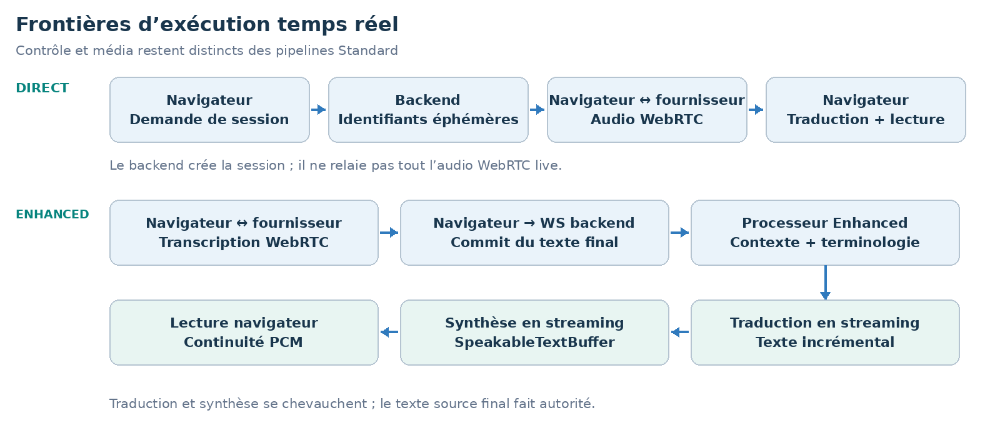 Frontières d’exécution temps réel
Contrôle et média restent distincts des pipelines Standard
DIRECT
Navigateur
Demande de session
Backend
Identifiants éphémères
Navigateur ↔ fournisseur
Audio WebRTC
Navigateur
Traduction + lecture
Le backend crée la session ; il ne relaie pas tout l’audio WebRTC live.
ENHANCED
Navigateur ↔ fournisseur
Transcription WebRTC
Navigateur → WS backend
Commit du texte final
Processeur Enhanced
Contexte + terminologie
Lecture navigateur
Continuité PCM
Synthèse en streaming
SpeakableTextBuffer
Traduction en streaming
Texte incrémental
Traduction et synthèse se chevauchent ; le texte source final fait autorité.